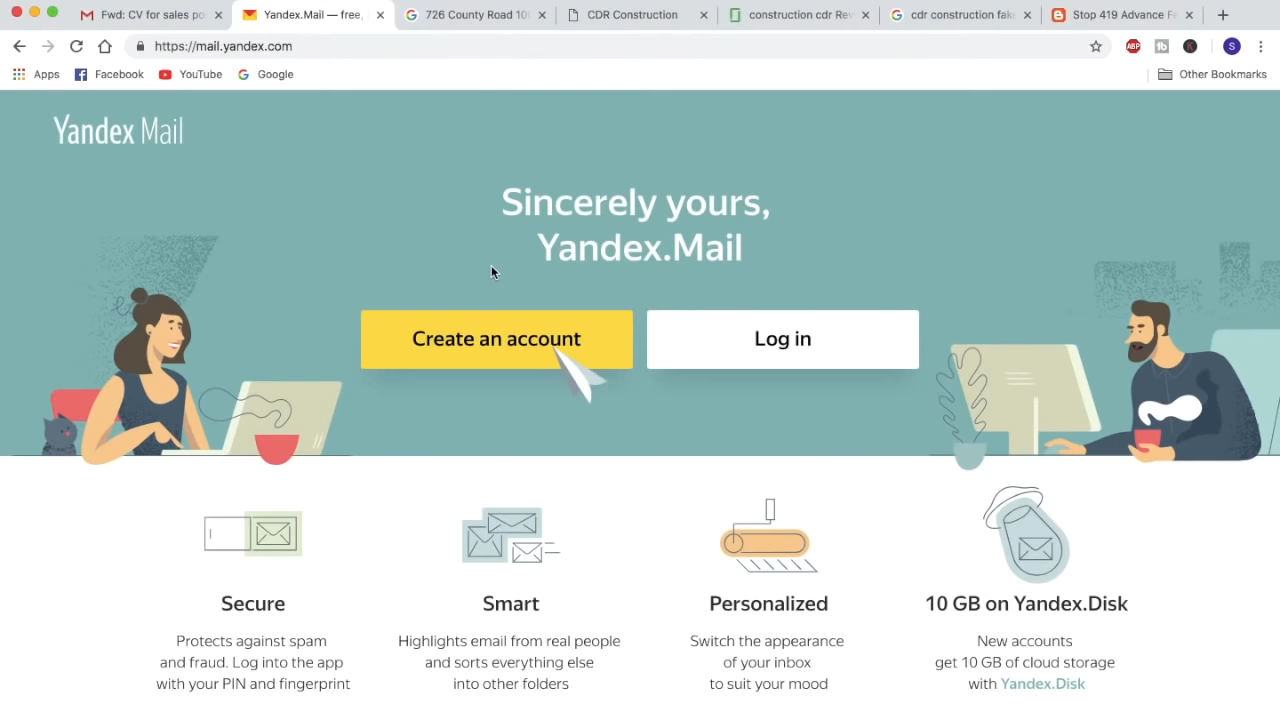 Fwd: CV for sales po
Yandex.Mail — free,
726 County Road 10
CDR Construction
construction cdr Rev
cdr construction fake
Stop 419 Advance Fe
https://mail.yandex.com
ABP
S
Apps
Facebook
YouTube
Google
Other Bookmarks
Yandex Mail
Sincerely yours,
Yandex.Mail
Create an account
Log in
Secure
Protects against spam
and fraud. Log into the app
with your PIN and fingerprint
Smart
Highlights email from real people
and sorts everything else
into other folders
Personalized
Switch the appearance
of your inbox
to suit your mood
10 GB on Yandex.Disk
New accounts
get 10 GB of cloud storage
with Yandex.Disk